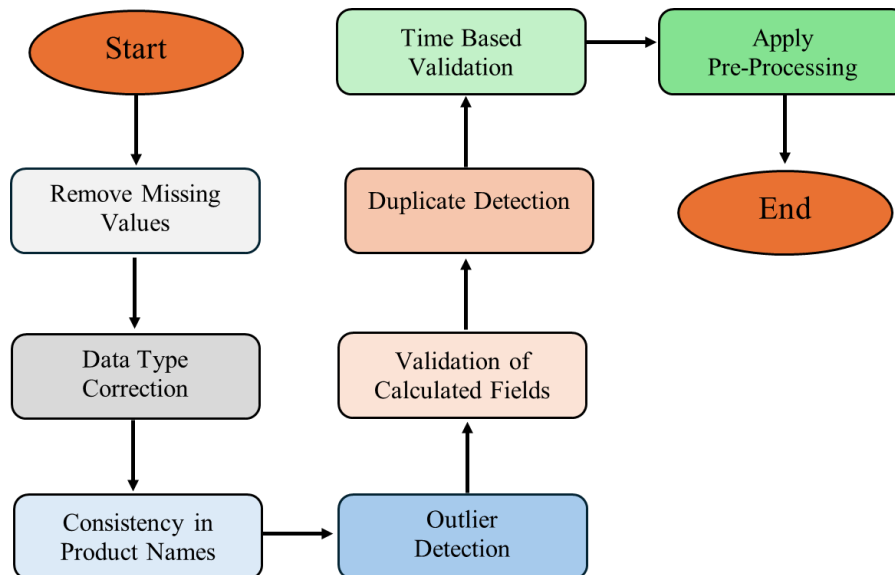 Start
Remove Missing
Values
Data Type
Correction
Consistency in
Product Names
Outlier
Detection
Validation of
Calculated Fields
Duplicate Detection
Time Based
Validation
Apply
Pre-Processing
End